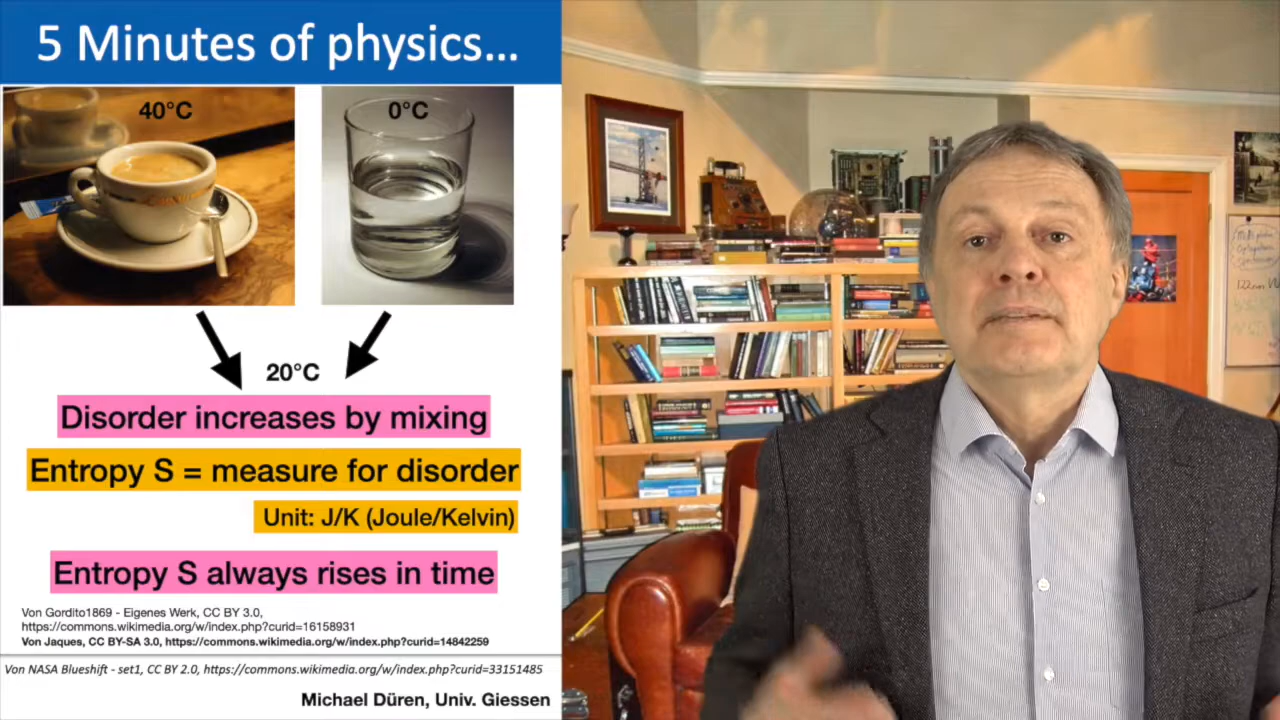 5 Minutes of physics…
40°C
0°C
20°C
Disorder increases by mixing
Entropy S = measure for disorder
Unit: J/K (Joule/Kelvin)
Entropy S always rises in time
Von Gordito1869 - Eigenes Werk, CC BY 3.0,
https://commons.wikimedia.org/w/index.php?curid=16158931
Von Jaques, CC BY-SA 3.0, https://commons.wikimedia.org/w/index.php?curid=14842259
Von NASA Blueshift - set1, CC BY 2.0, https://commons.wikimedia.org/w/index.php?curid=33151485
Michael Düren, Univ. Giessen